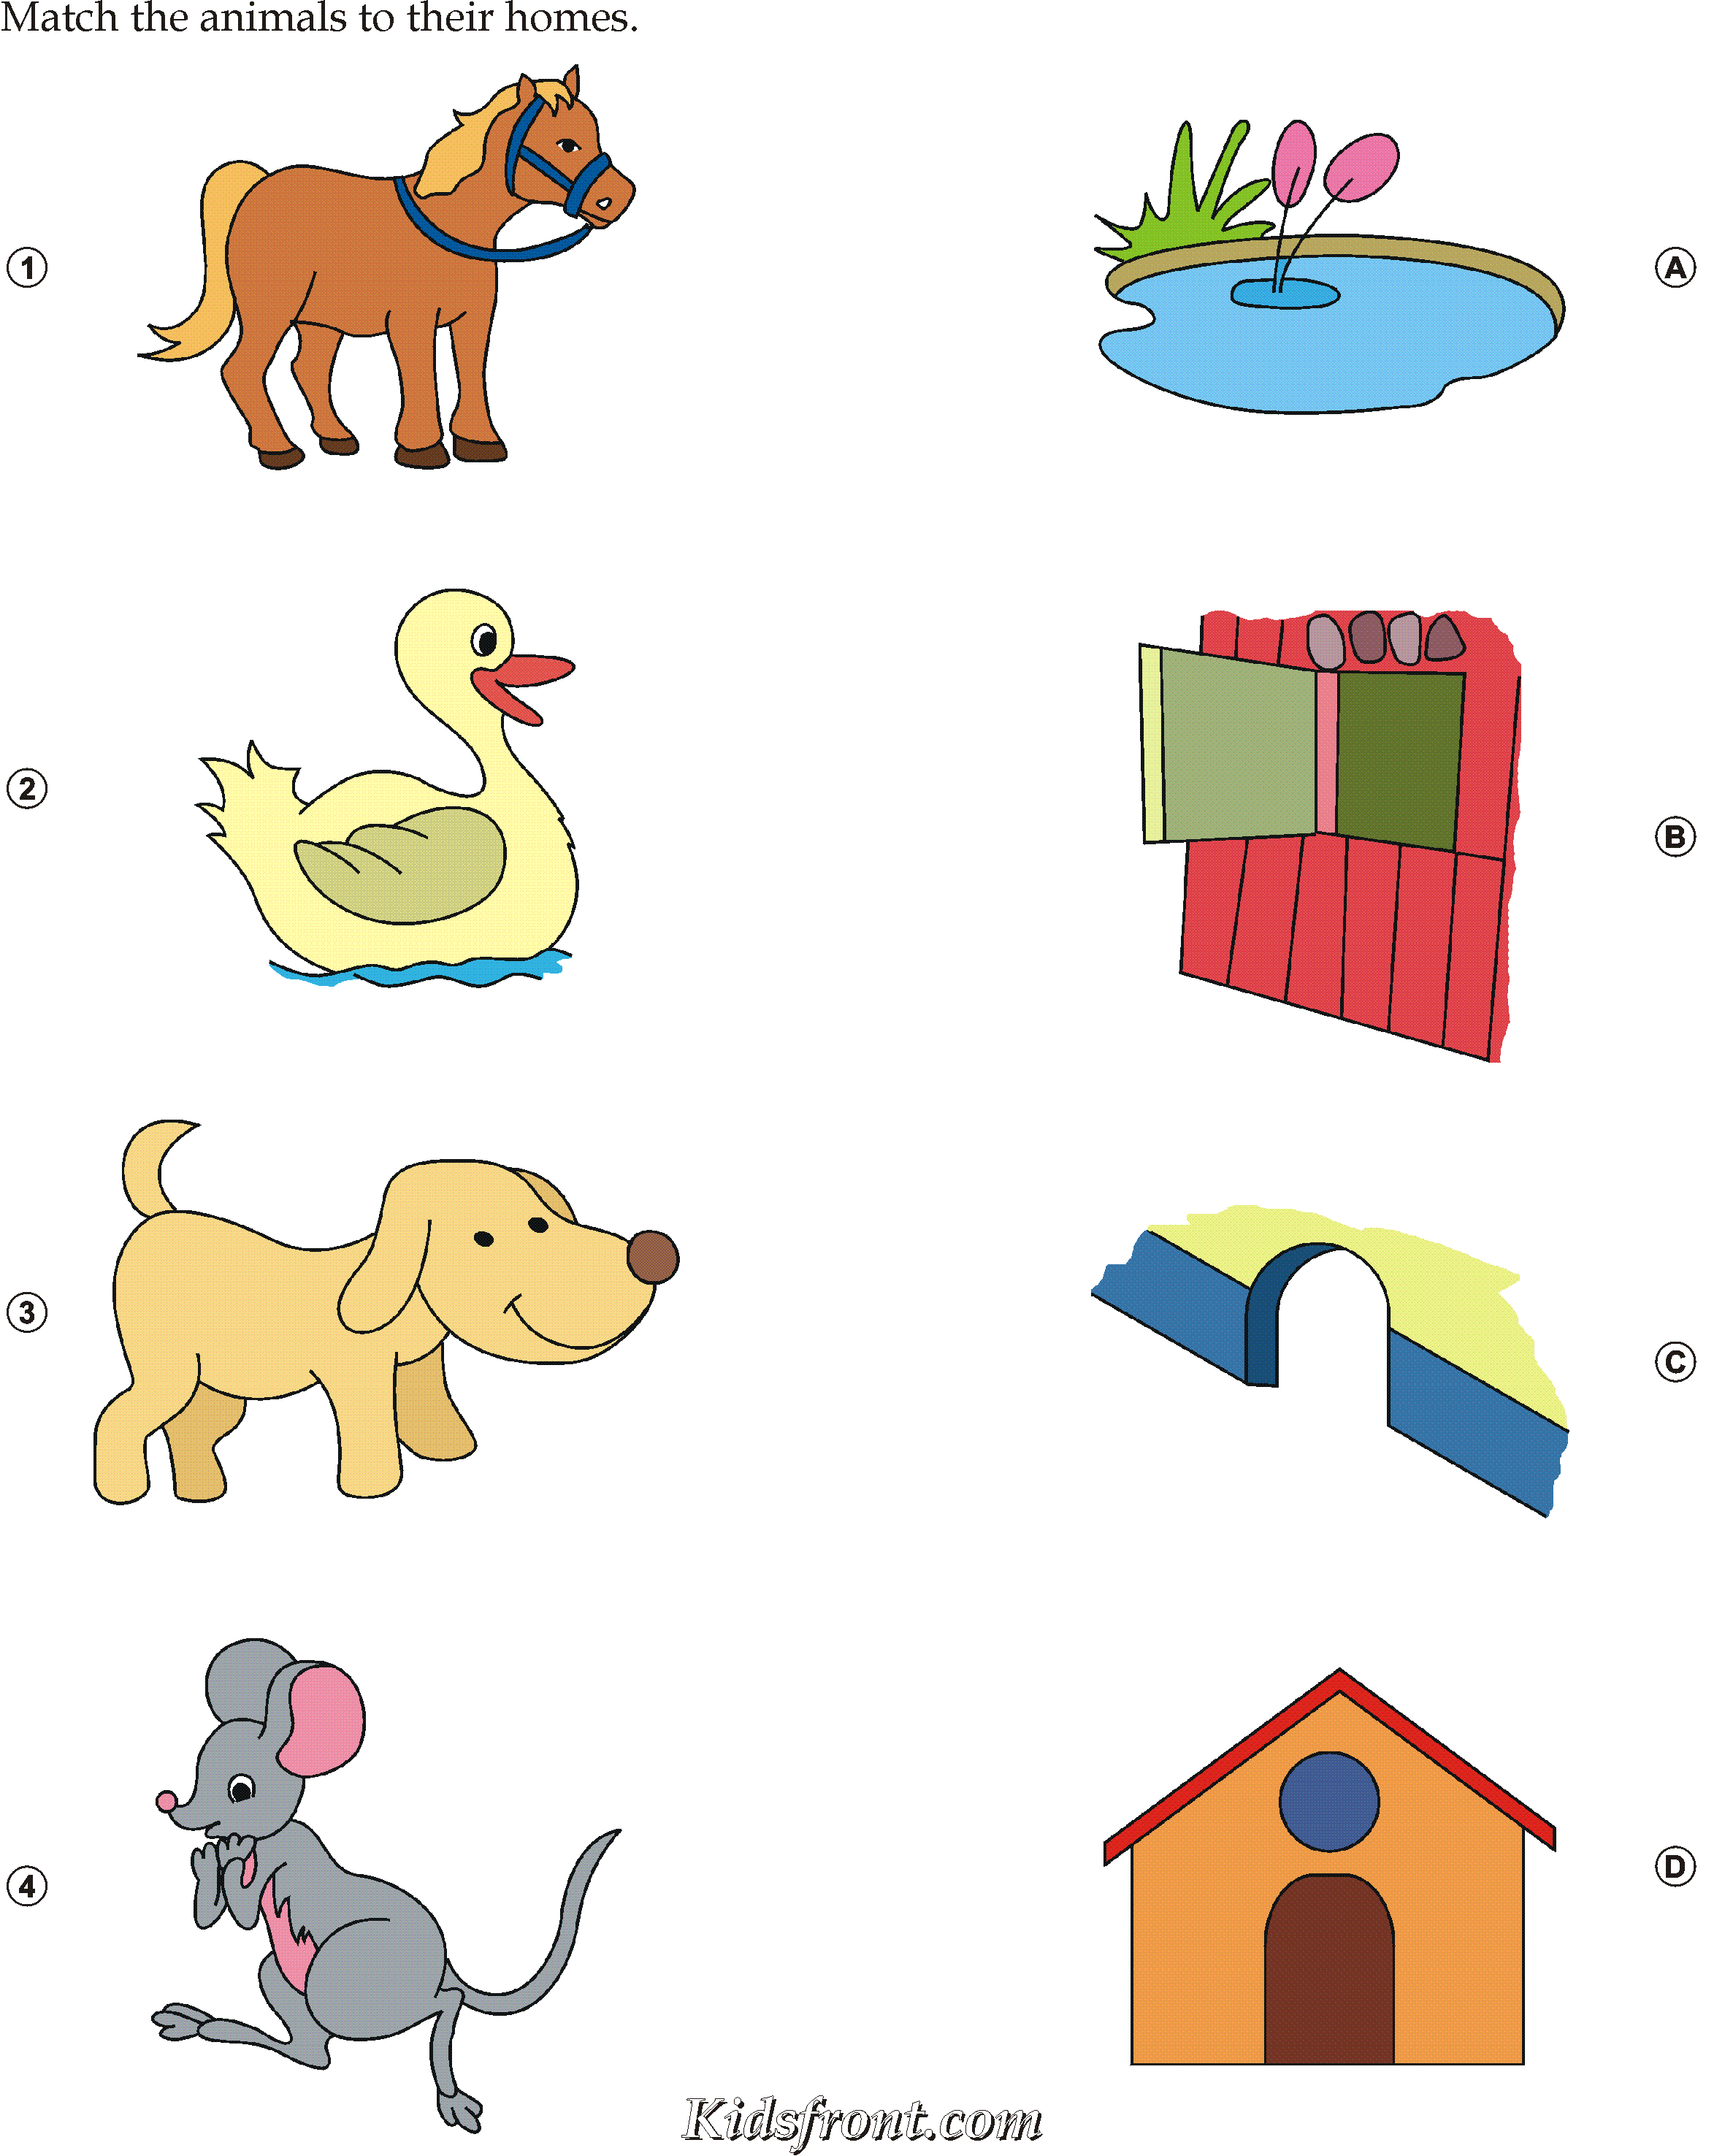 Match the animals to their homes.
1
A
2
B
3
C
4
D
Kidsfront.com